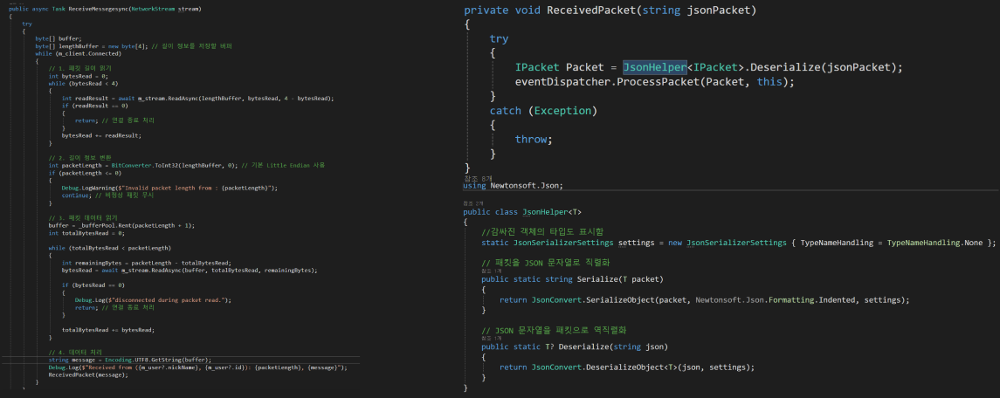 public async Task ReceiveMessegesync(NetworkStream stream)
{
try
{
byte[] buffer;
byte[] lengthBuffer = new byte[4]; // 길이 정보를 저장할 버퍼
while (m_client.Connected)
{
// 1. 패킷 길이 읽기
int bytesRead = 0;
while (bytesRead < 4)
{
int readResult = await m_stream.ReadAsync(lengthBuffer, bytesRead, 4 - bytesRead);
if (readResult == 0)
{
return; // 연결 종료 처리
}
bytesRead += readResult;
}
// 2. 길이 정보 변환
int packetLength = BitConverter.ToInt32(lengthBuffer, 0); // 기본 Little Endian 사용
if (packetLength <= 0)
{
Debug.LogWarning($"Invalid packet length from : {packetLength}");
continue; // 비정상 패킷 무시
}
// 3. 패킷 데이터 읽기
buffer = _bufferPool.Rent(packetLength + 1);
int totalBytesRead = 0;
while (totalBytesRead < packetLength)
{
int remainingBytes = packetLength - totalBytesRead;
bytesRead = await m_stream.ReadAsync(buffer, totalBytesRead, remainingBytes);
if (bytesRead == 0)
{
Debug.Log($"disconnected during packet read.");
return; // 연결 종료 처리
}
totalBytesRead += bytesRead;
}
// 4. 데이터 처리
string message = Encoding.UTF8.GetString(buffer);
Debug.Log($"Received from ({m_user?.nickName}, {m_user?.id}): {packetLength}, {message}");
ReceivedPacket(message);
}
private void ReceivedPacket(string jsonPacket)
{
try
{
IPacket Packet = JsonHelper<IPacket>.Deserialize(jsonPacket);
eventDispatcher.ProcessPacket(Packet, this);
}
catch (Exception)
{
throw;
}
}
참조 8개
using Newtonsoft.Json;
참조 2개
public class JsonHelper<T>
{
//감싸진 객체의 타입도 표시함
static JsonSerializerSettings settings = new JsonSerializerSettings { TypeNameHandling = TypeNameHandling.None };
// 패킷을 JSON 문자열로 직렬화
참조 1개
public static string Serialize(T packet)
{
return JsonConvert.SerializeObject(packet, Newtonsoft.Json.Formatting.Indented, settings);
}
// JSON 문자열을 패킷으로 역직렬화
참조 1개
public static T? Deserialize(string json)
{
return JsonConvert.DeserializeObject<T>(json, settings);
}
}